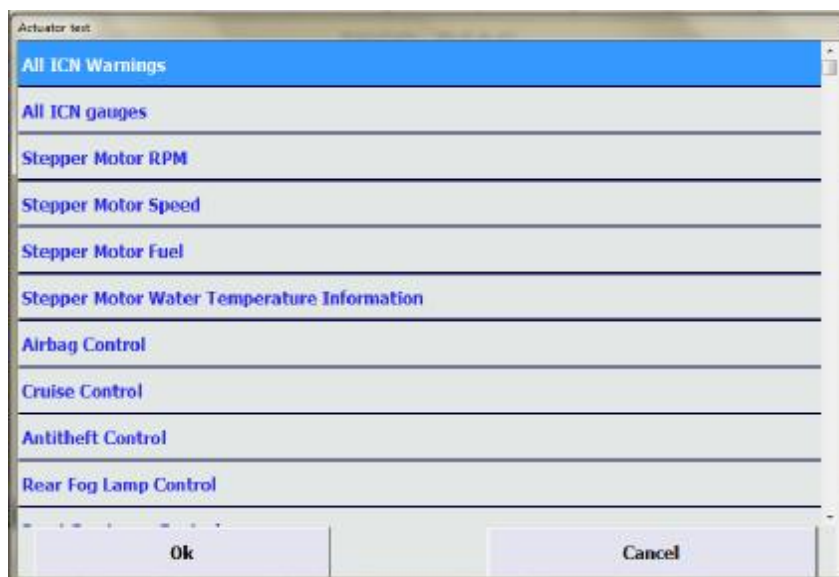 Actuator test
All ICN Warnings
All ICN gauges
Stepper Motor RPM
Stepper Motor Speed
Stepper Motor Fuel
Stepper Motor Water Temperature Information
Airbag Control
Cruise Control
Antitheft Control
Rear Fog Lamp Control
Ok
Cancel